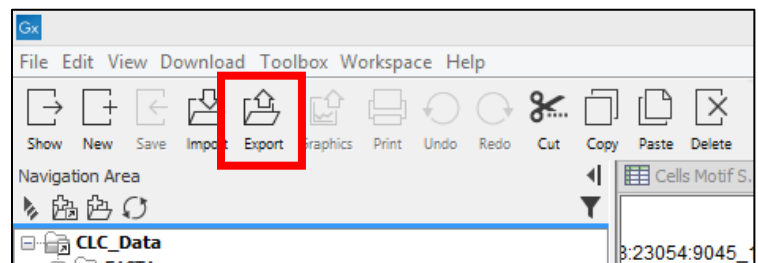 Gx
File Edit View Download Toolbox Workspace Help
Show New Save Import Export Graphics Print Undo Redo Cut Copy Paste Delete
Navigation Area
Cells Motif S...
CLC_Data
3:23054:9045_1